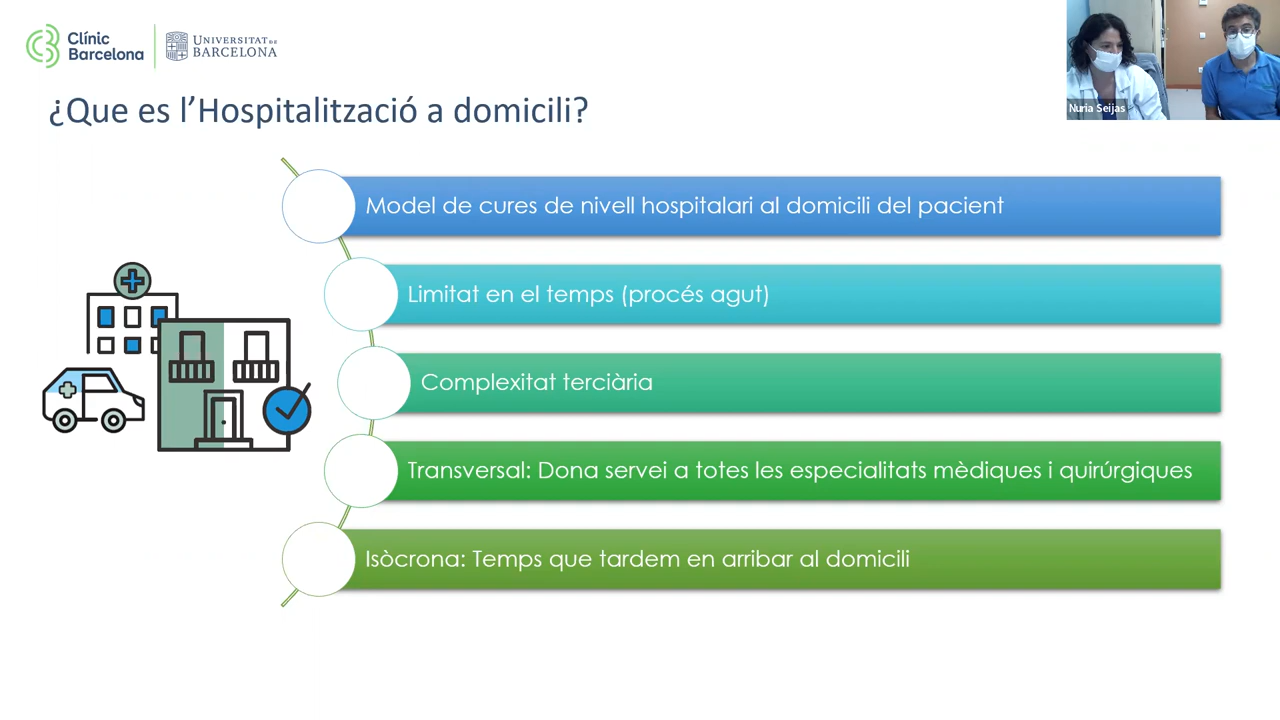 Clínic
Barcelona
UNIVERSITAT DE
BARCELONA
¿Que es l’Hospitalització a domicili?
Nuria Seijas
Model de cures de nivell hospitalari al domicili del pacient
Limitat en el temps (procés agut)
Complexitat terciària
Transversal: Dona servei a totes les especialitats mèdiques i quirúrgiques
Isòcrona: Temps que tardem en arribar al domicili